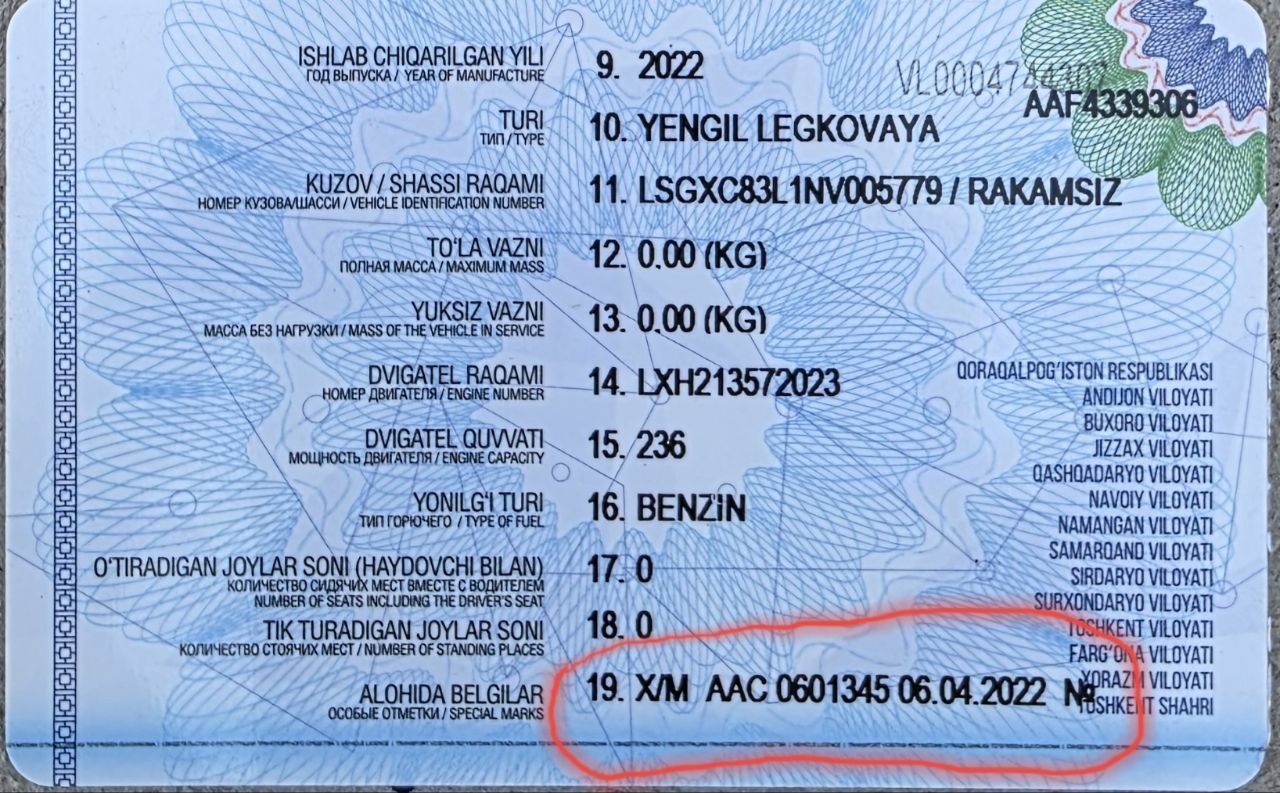 VL0004744307
AAF4339306
ISHLAB CHIQARILGAN YILI
ГОД ВЫПУСКА / YEAR OF MANUFACTURE
9. 2022
TURI
ТИП / TYPE
10. YENGIL LEGKOVAYA
KUZOV / SHASSI RAQAMI
НОМЕР КУЗОВА/ШАССИ / VEHICLE IDENTIFICATION NUMBER
11. LSGXC83L1NV005779 / RAKAMSIZ
TO‘LA VAZNI
ПОЛНАЯ МАССА / MAXIMUM MASS
12. 0.00 (KG)
YUKSIZ VAZNI
МАССА БЕЗ НАГРУЗКИ / MASS OF THE VEHICLE IN SERVICE
13. 0.00 (KG)
DVIGATEL RAQAMI
НОМЕР ДВИГАТЕЛЯ / ENGINE NUMBER
14. LXH213572023
DVIGATEL QUVVATI
МОЩНОСТЬ ДВИГАТЕЛЯ / ENGINE CAPACITY
15. 236
YONILG‘I TURI
ТИП ГОРЮЧЕГО / TYPE OF FUEL
16. BENZIN
O‘TIRADIGAN JOYLAR SONI (HAYDOVCHI BILAN)
КОЛИЧЕСТВО СИДЯЧИХ МЕСТ ВМЕСТЕ С ВОДИТЕЛЕМ
NUMBER OF SEATS INCLUDING THE DRIVER'S SEAT
17. 0
TIK TURADIGAN JOYLAR SONI
КОЛИЧЕСТВО СТОЯЧИХ МЕСТ / NUMBER OF STANDING PLACES
18. 0
ALOHIDA BELGILAR
ОСОБЫЕ ОТМЕТКИ / SPECIAL MARKS
19. X/M AAC 0601345 06.04.2022 №
QORAQALPOG‘ISTON RESPUBLIKASI
ANDIJON VILOYATI
BUXORO VILOYATI
JIZZAX VILOYATI
QASHQADARYO VILOYATI
NAVOIY VILOYATI
NAMANGAN VILOYATI
SAMARQAND VILOYATI
SIRDARYO VILOYATI
SURXONDARYO VILOYATI
TOSHKENT VILOYATI
FARG‘ONA VILOYATI
XORAZM VILOYATI
TOSHKENT SHAHRI